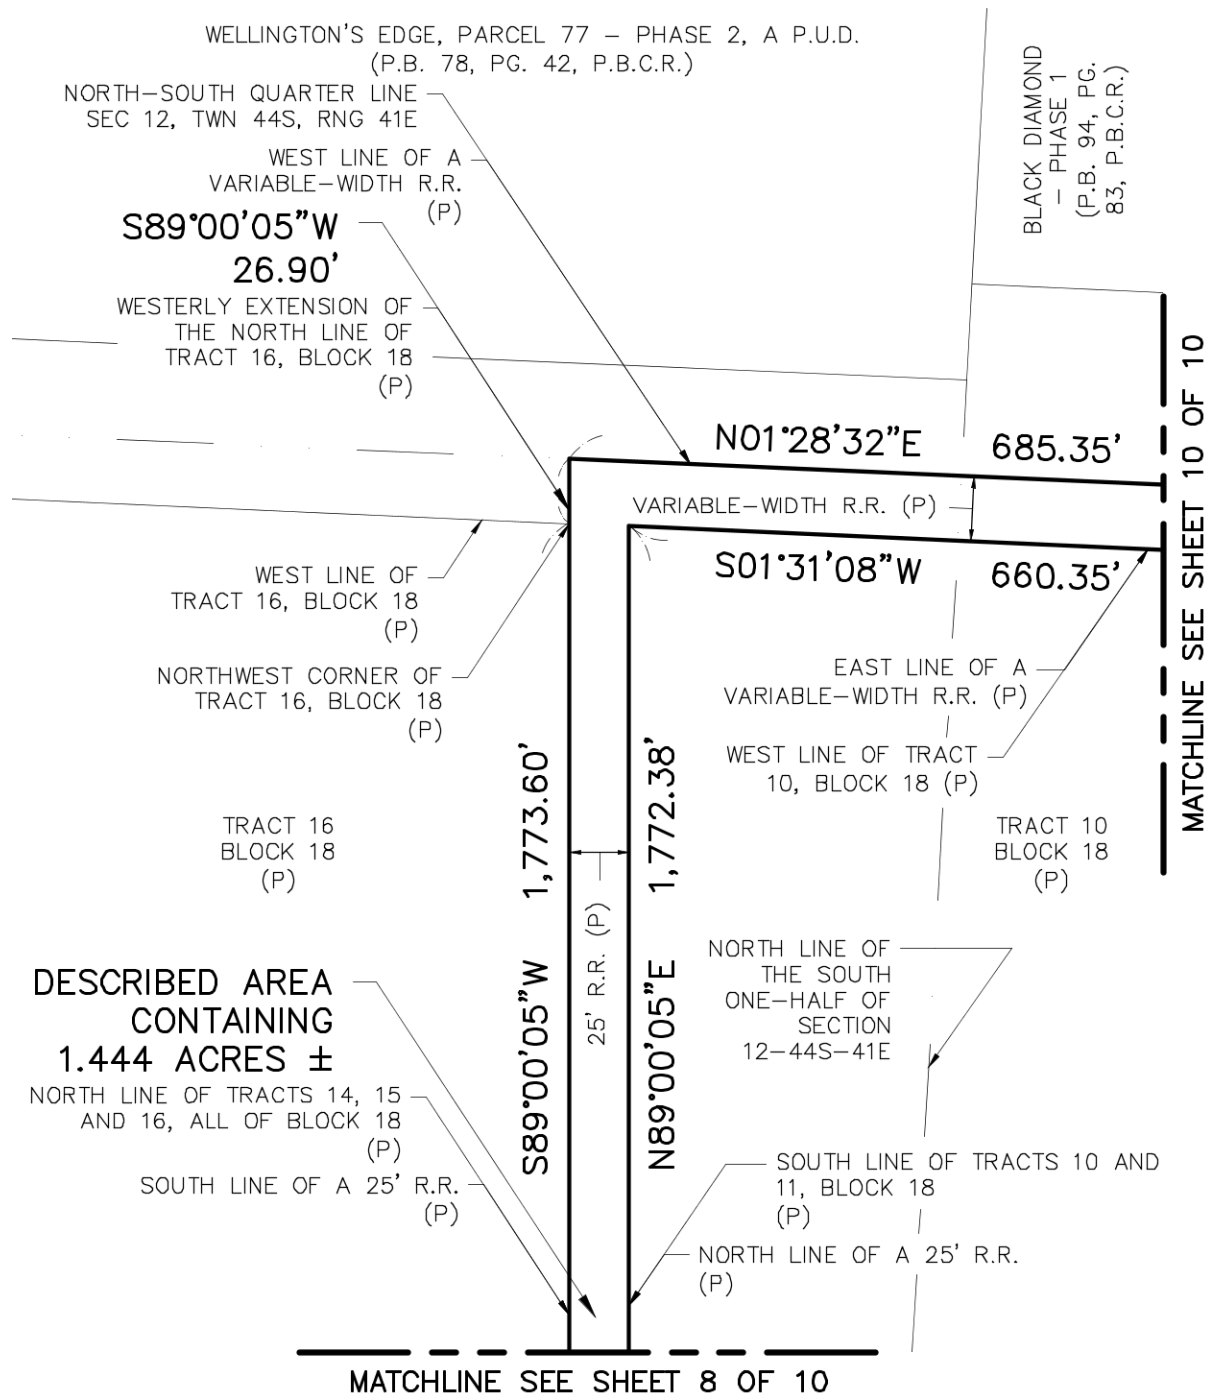 WELLINGTON'S EDGE, PARCEL 77 – PHASE 2, A P.U.D.
(P.B. 78, PG. 42, P.B.C.R.)
NORTH–SOUTH QUARTER LINE
SEC 12, TWN 44S, RNG 41E
WEST LINE OF A
VARIABLE–WIDTH R.R.
(P)
S89°00'05"W
26.90'
WESTERLY EXTENSION OF
THE NORTH LINE OF
TRACT 16, BLOCK 18
(P)
BLACK DIAMOND
– PHASE 1
(P.B. 94, PG.
83, P.B.C.R.)
N01°28'32"E 685.35'
VARIABLE–WIDTH R.R. (P)
S01°31'08"W 660.35'
MATCHLINE SEE SHEET 10 OF 10
WEST LINE OF
TRACT 16, BLOCK 18
(P)
NORTHWEST CORNER OF
TRACT 16, BLOCK 18
(P)
EAST LINE OF A
VARIABLE–WIDTH R.R. (P)
WEST LINE OF TRACT
10, BLOCK 18 (P)
TRACT 16
BLOCK 18
(P)
S89°00'05"W 1,773.60'
25' R.R. (P)
N89°00'05"E 1,772.38'
TRACT 10
BLOCK 18
(P)
NORTH LINE OF
THE SOUTH
ONE–HALF OF
SECTION
12–44S–41E
DESCRIBED AREA
CONTAINING
1.444 ACRES ±
NORTH LINE OF TRACTS 14, 15
AND 16, ALL OF BLOCK 18
(P)
SOUTH LINE OF A 25' R.R.
(P)
SOUTH LINE OF TRACTS 10 AND
11, BLOCK 18
(P)
NORTH LINE OF A 25' R.R.
(P)
MATCHLINE SEE SHEET 8 OF 10